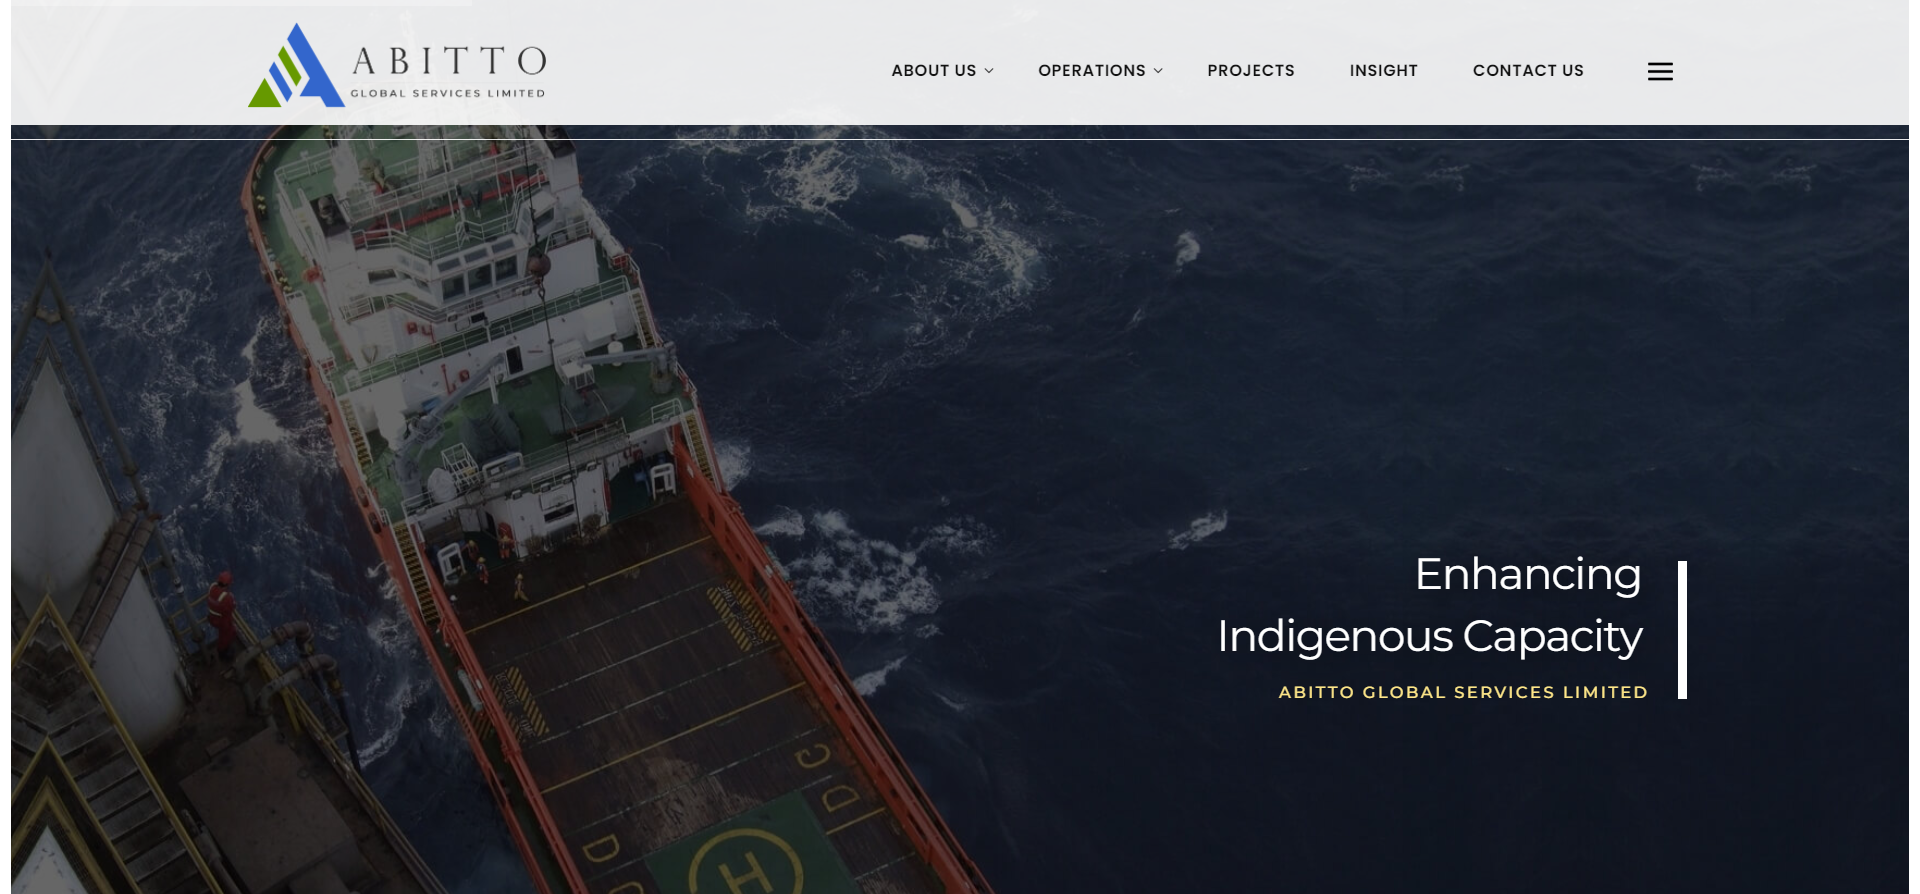 ABITTO
GLOBAL SERVICES LIMITED
ABOUT US
OPERATIONS
PROJECTS
INSIGHT
CONTACT US
Enhancing
Indigenous Capacity
ABITTO GLOBAL SERVICES LIMITED
H